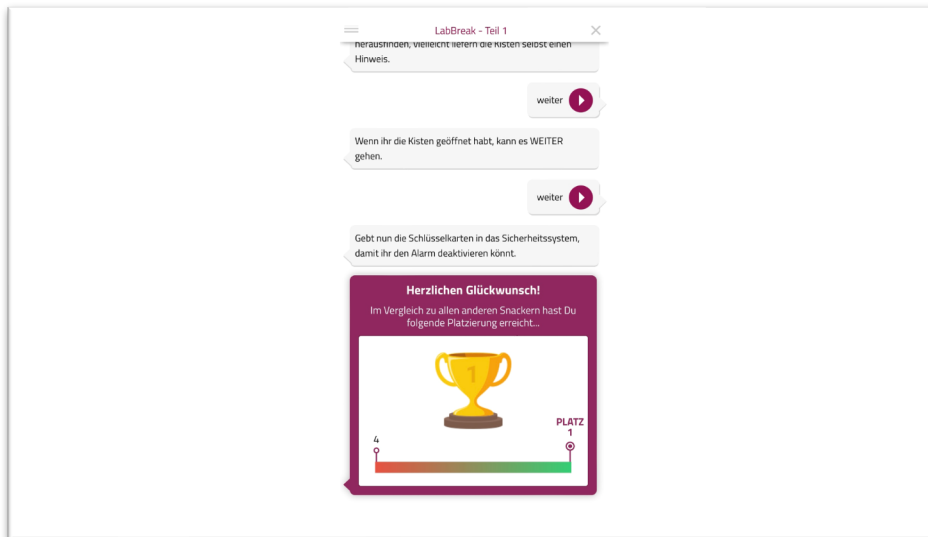 LabBreak - Teil 1
herausfinden, vielleicht liefern die Kisten selbst einen
Hinweis.
weiter
Wenn ihr die Kisten geöffnet habt, kann es WEITER
gehen.
weiter
Gebt nun die Schlüsselkarten in das Sicherheitssystem,
damit ihr den Alarm deaktivieren könnt.
Herzlichen Glückwunsch!
Im Vergleich zu allen anderen Snackern hast Du
folgende Platzierung erreicht...
1
PLATZ
1
4